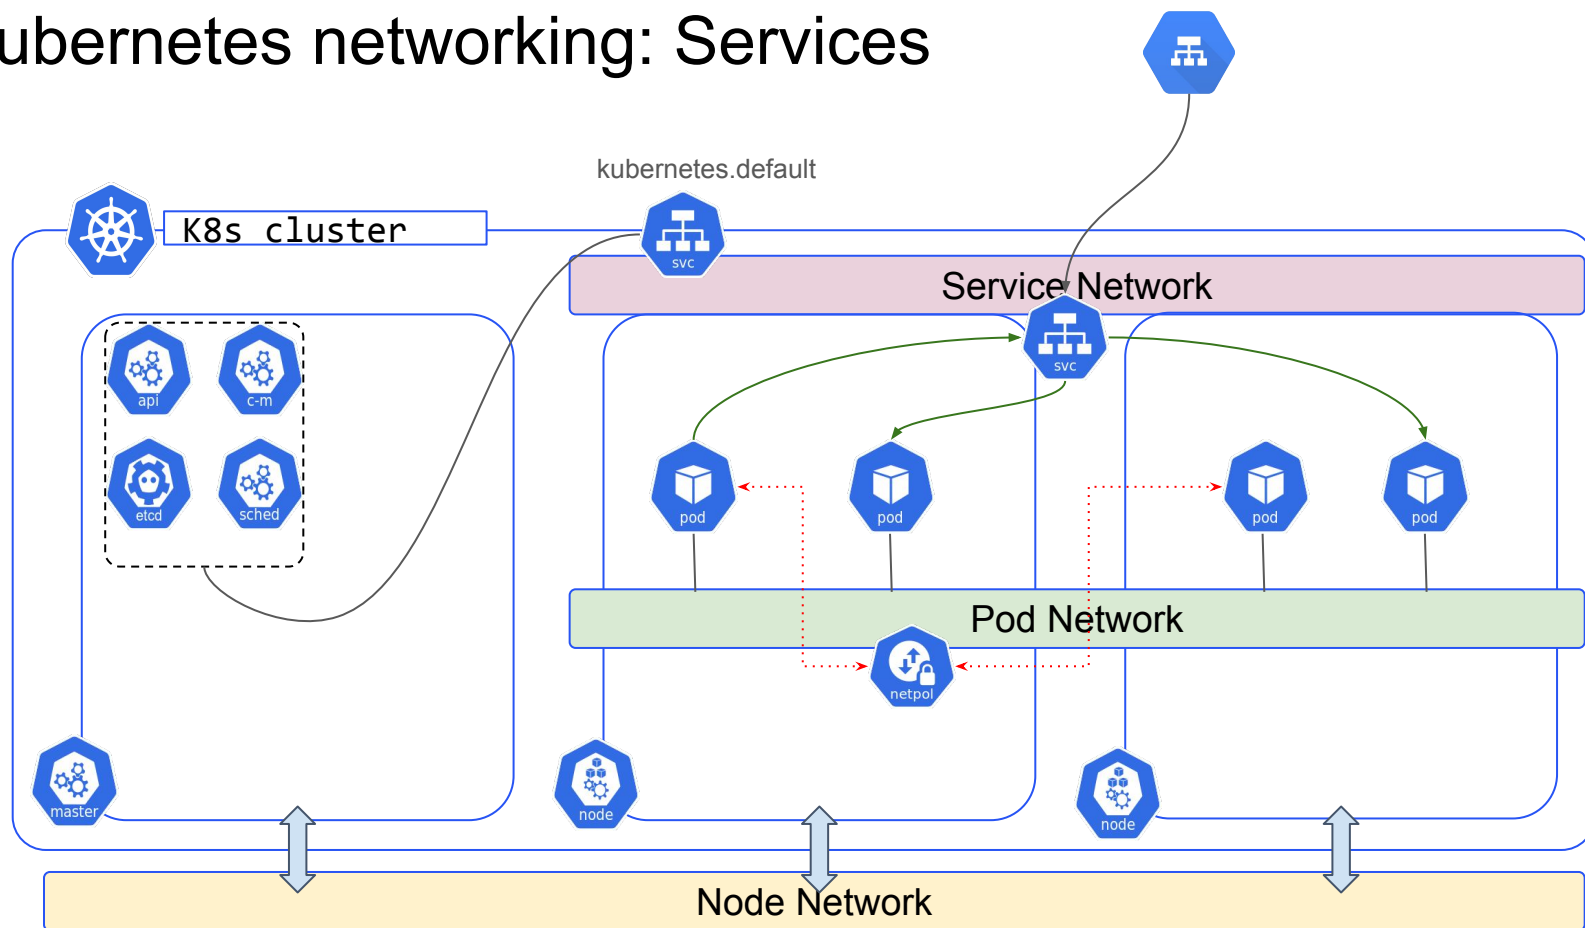 ubernetes networking: Services
kubernetes.default
K8s cluster
svc
Service Network
svc
api
c-m
etcd
sched
pod
pod
pod
pod
Pod Network
netpol
master
node
node
Node Network